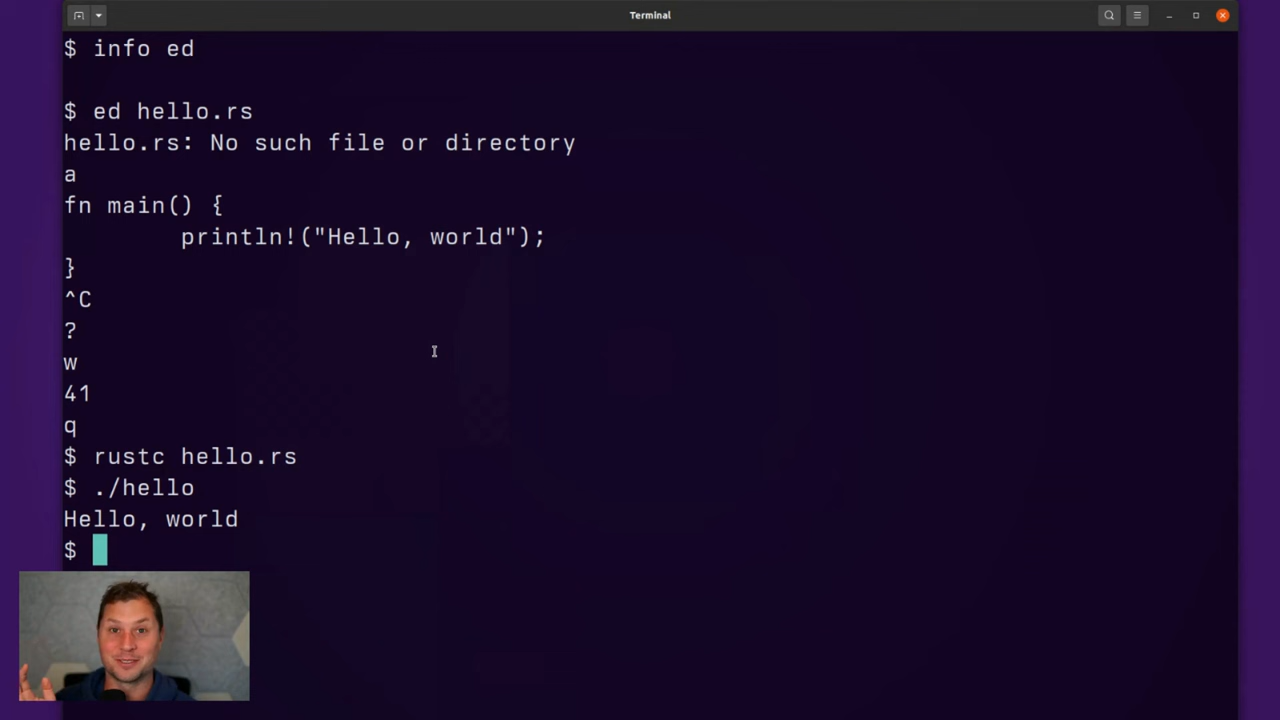 Terminal
$ info ed
$ ed hello.rs
hello.rs: No such file or directory
a
fn main() {
        println!("Hello, world");
}
^C
?
w
41
q
$ rustc hello.rs
$ ./hello
Hello, world
$